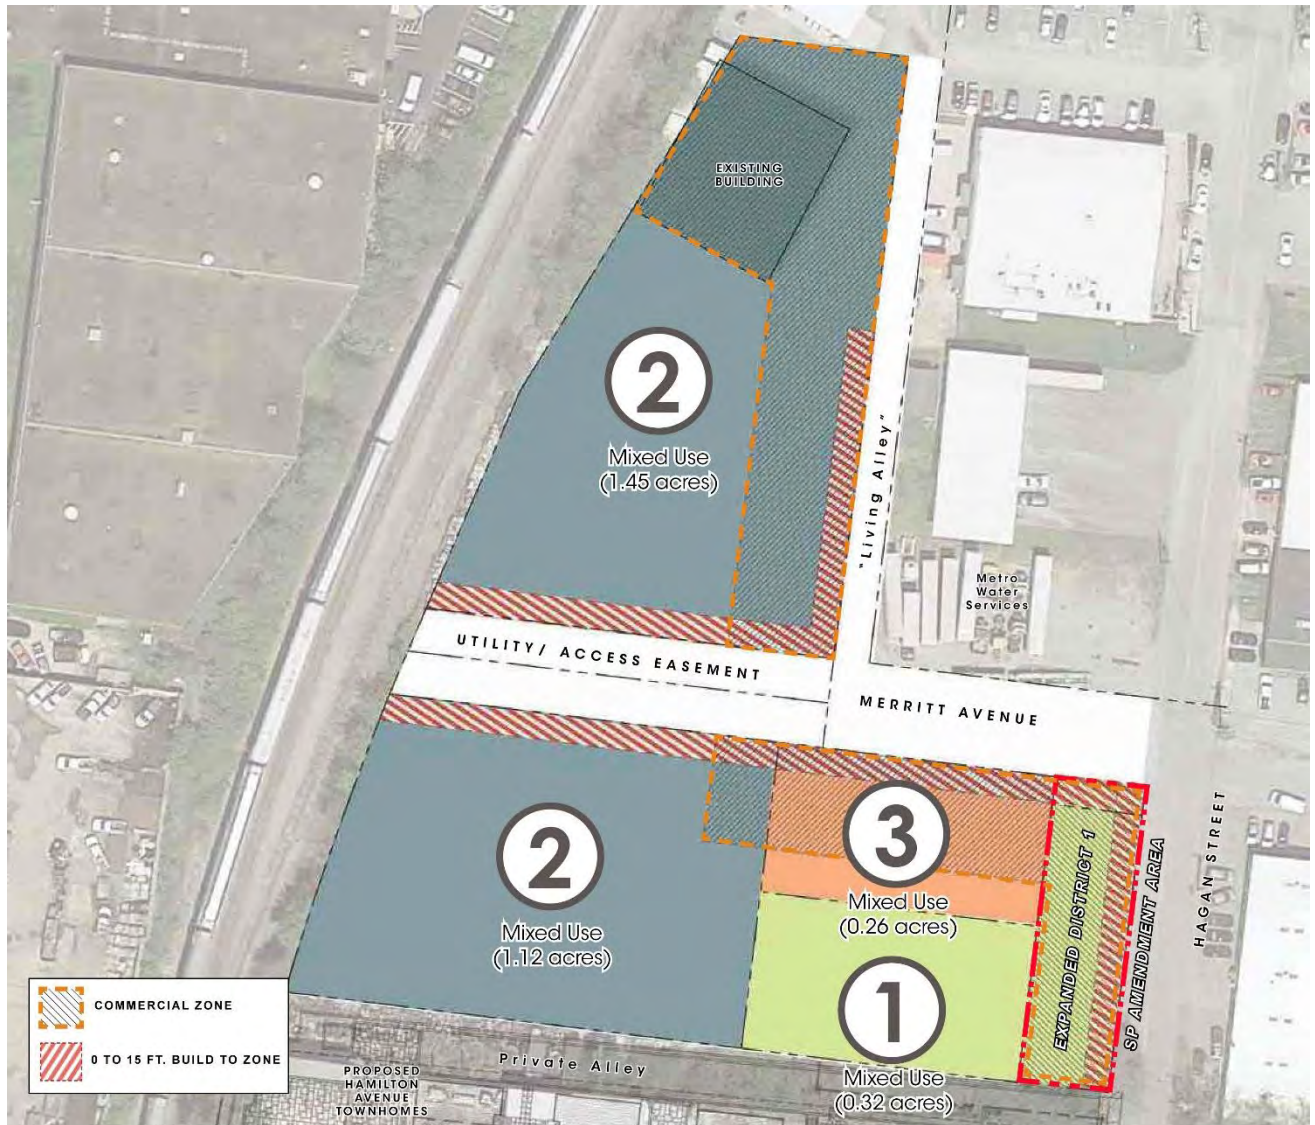 EXISTING
BUILDING
2
Mixed Use
(1.45 acres)
"Living Alley"
Metro
Water
Services
UTILITY/ ACCESS EASEMENT
MERRITT AVENUE
HAGAN STREET
3
Mixed Use
(0.26 acres)
2
Mixed Use
(1.12 acres)
EXPANDED DISTRICT 1
SP AMENDMENT AREA
1
Mixed Use
(0.32 acres)
COMMERCIAL ZONE
0 TO 15 FT. BUILD TO ZONE
Private Alley
PROPOSED
HAMILTON
AVENUE
TOWNHOMES